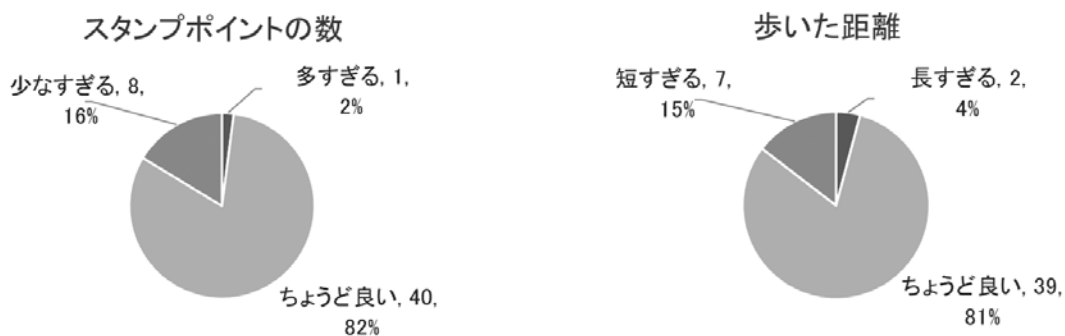 スタンプポイントの数
少なすぎる, 8,
16%
多すぎる, 1,
2%
ちょうど良い, 40,
82%
歩いた距離
短すぎる, 7,
15%
長すぎる, 2,
4%
ちょうど良い, 39,
81%